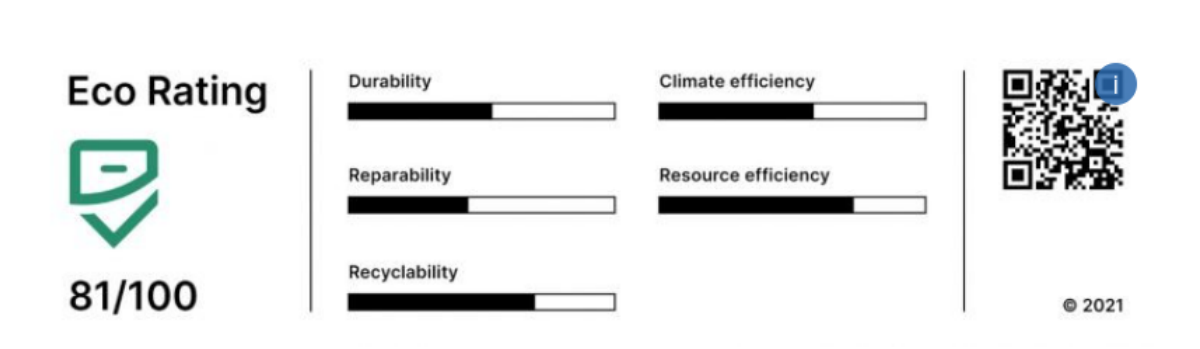 Eco Rating
81/100
Durability
Reparability
Recyclability
Climate efficiency
Resource efficiency
i
© 2021